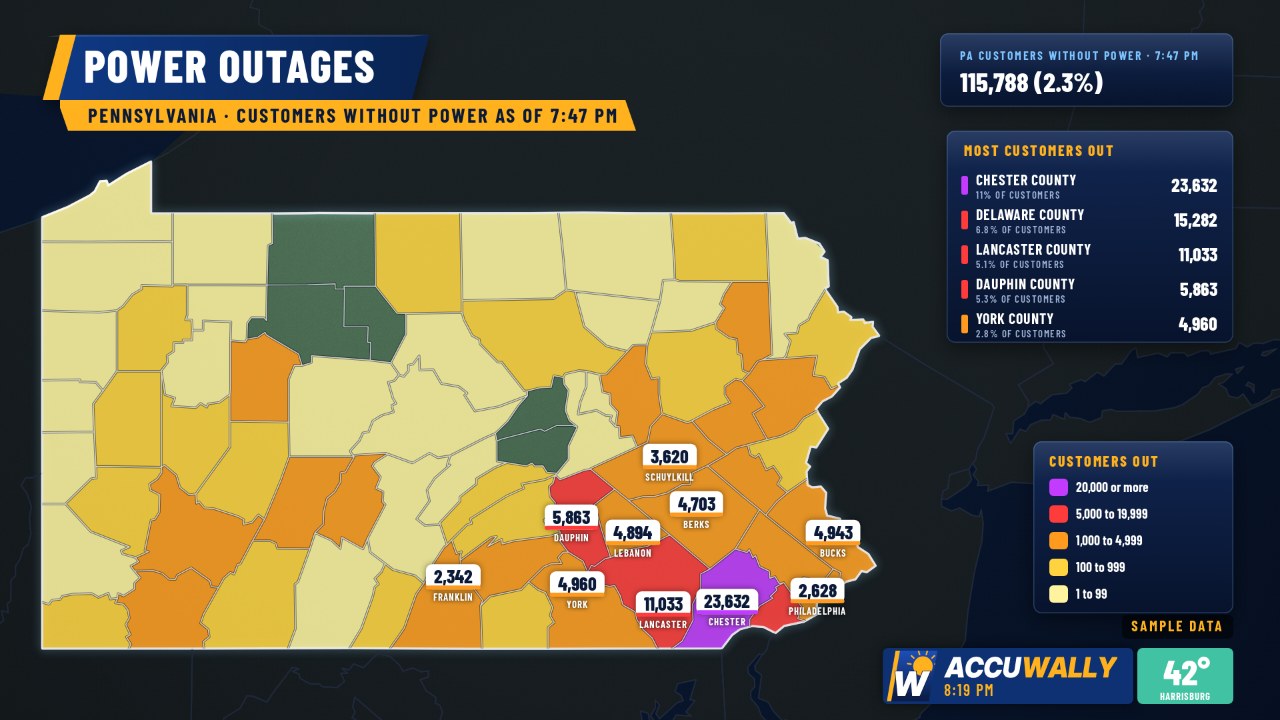 POWER OUTAGES
PENNSYLVANIA · CUSTOMERS WITHOUT POWER AS OF 7:47 PM
PA CUSTOMERS WITHOUT POWER · 7:47 PM
115,788 (2.3%)
MOST CUSTOMERS OUT
CHESTER COUNTY 23,632
11% OF CUSTOMERS
DELAWARE COUNTY 15,282
6.8% OF CUSTOMERS
LANCASTER COUNTY 11,033
5.1% OF CUSTOMERS
DAUPHIN COUNTY 5,863
5.3% OF CUSTOMERS
YORK COUNTY 4,960
2.8% OF CUSTOMERS
3,620
SCHUYLKILL
4,703
BERKS
5,863
DAUPHIN
4,894
LEBANON
4,943
BUCKS
2,342
FRANKLIN
4,960
YORK
11,033
LANCASTER
23,632
CHESTER
2,628
PHILADELPHIA
CUSTOMERS OUT
20,000 or more
5,000 to 19,999
1,000 to 4,999
100 to 999
1 to 99
SAMPLE DATA
W
ACCUWALLY
8:19 PM
42°
HARRISBURG